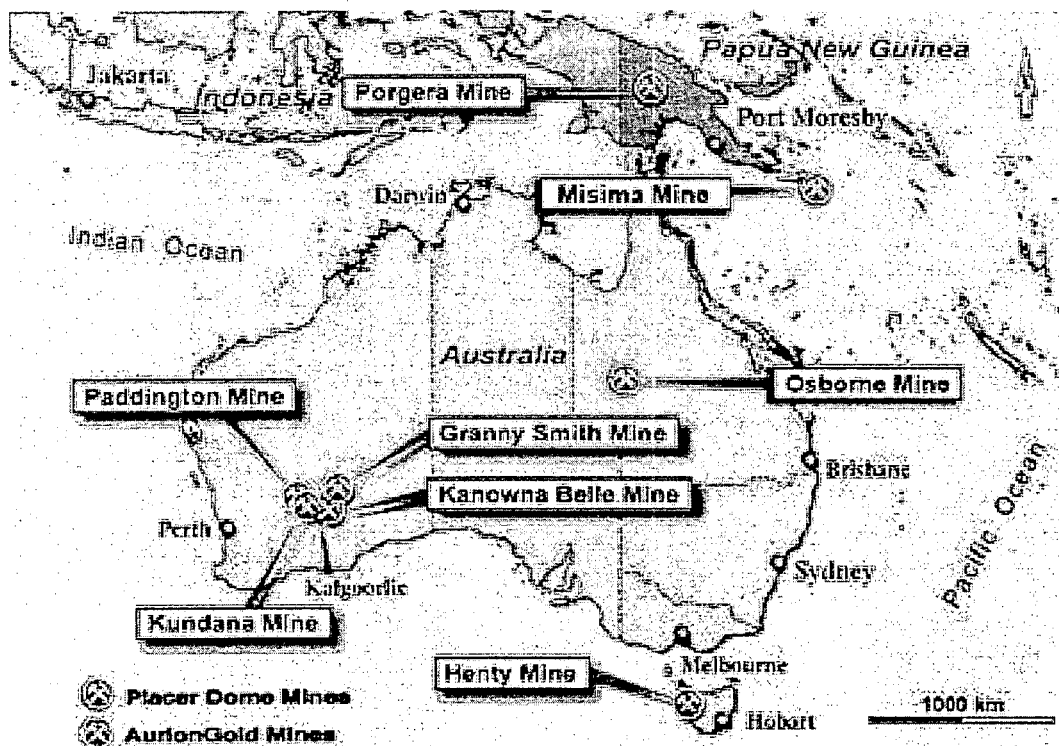 Papua New Guinea
Jakarta
Indonesia
Porgera Mine
Port Moresby
Darwin
Misima Mine
Indian Ocean
Australia
Osborne Mine
Paddington Mine
Granny Smith Mine
Kanowna Belle Mine
Brisbane
Perth
Pacific Ocean
Sydney
Kalgoorlie
Kundana Mine
Melbourne
Henty Mine
Hobart
1000 km
Placer Dome Mines
AurionGold Mines